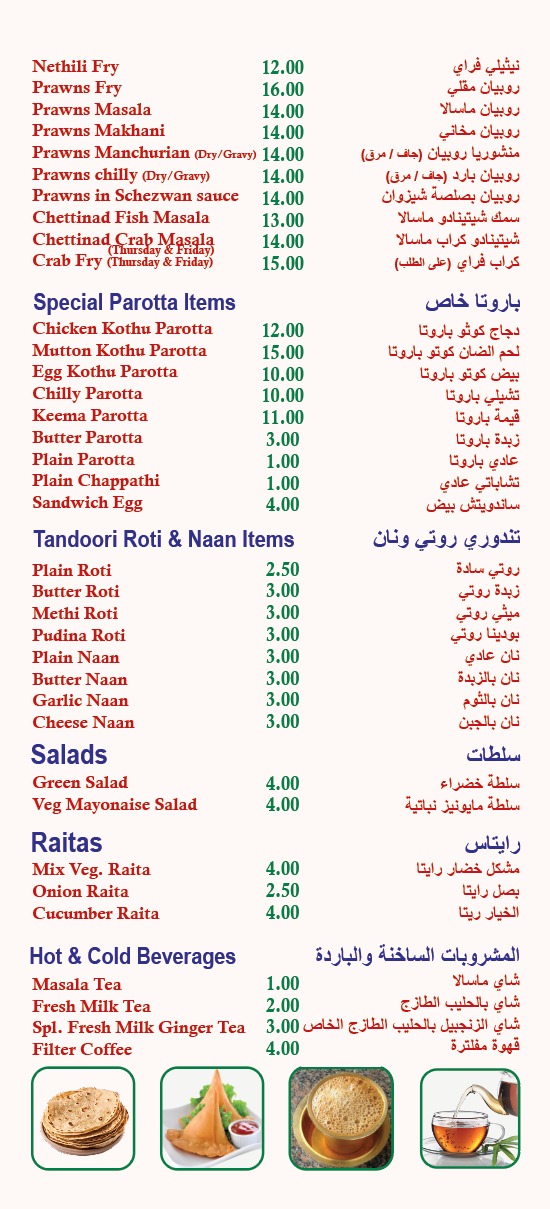 Nethili Fry 12.00 نيثيلي فراي
Prawns Fry 16.00 روبيان مقلي
Prawns Masala 14.00 روبيان ماسالا
Prawns Makhani 14.00 روبيان مخاني
Prawns Manchurian (Dry/Gravy) 14.00 منشوريا روبيان (جاف / مرق)
Prawns chilly (Dry/Gravy) 14.00 روبيان بارد (جاف / مرق)
Prawns in Schezwan sauce 14.00 روبيان بصلصة شيزوان
Chettinad Fish Masala 13.00 سمك شيتينادو ماسالا
Chettinad Crab Masala 14.00 شيتينادو كراب ماسالا
(Thursday & Friday)
Crab Fry (Thursday & Friday) 15.00 كراب فراي (على الطلب)
Special Parotta Items باروتا خاص
Chicken Kothu Parotta 12.00 دجاج كوثو باروتا
Mutton Kothu Parotta 15.00 لحم الضان كوتو باروتا
Egg Kothu Parotta 10.00 بيض كوتو باروتا
Chilly Parotta 10.00 تشيلي باروتا
Keema Parotta 11.00 قيمة باروتا
Butter Parotta 3.00 زبدة باروتا
Plain Parotta 1.00 عادي باروتا
Plain Chappathi 1.00 تشاباتي عادي
Sandwich Egg 4.00 ساندويتش بيض
Tandoori Roti & Naan Items تندوري روتي ونان
Plain Roti 2.50 روتي سادة
Butter Roti 3.00 زبدة روتي
Methi Roti 3.00 ميثي روتي
Pudina Roti 3.00 بودينا روتي
Plain Naan 3.00 نان عادي
Butter Naan 3.00 نان بالزبدة
Garlic Naan 3.00 نان بالثوم
Cheese Naan 3.00 نان بالجبن
Salads سلطات
Green Salad 4.00 سلطة خضراء
Veg Mayonaise Salad 4.00 سلطة مايونيز نباتية
Raitas رايتاس
Mix Veg. Raita 4.00 مشكل خضار رايتا
Onion Raita 2.50 بصل رايتا
Cucumber Raita 4.00 الخيار ريتا
Hot & Cold Beverages المشروبات الساخنة والباردة
Masala Tea 1.00 شاي ماسالا
Fresh Milk Tea 2.00 شاي بالحليب الطازج
Spl. Fresh Milk Ginger Tea 3.00 شاي الزنجبيل بالحليب الطازج الخاص
Filter Coffee 4.00 قهوة مفلترة